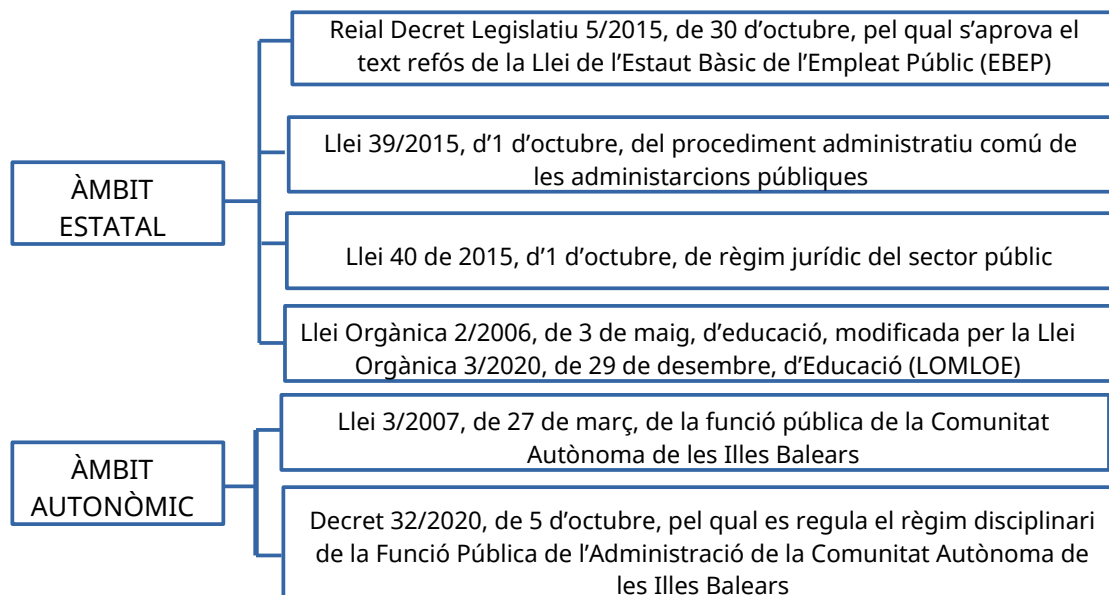 Reial Decret Legislatiu 5/2015, de 30 d’octubre, pel qual s’aprova el
text refós de la Llei de l’Estaut Bàsic de l’Empleat Públic (EBEP)
Llei 39/2015, d’1 d’octubre, del procediment administratiu comú de
les administarcions públiques
ÀMBIT
ESTATAL
Llei 40 de 2015, d’1 d’octubre, de règim jurídic del sector públic
Llei Orgànica 2/2006, de 3 de maig, d’educació, modificada per la Llei
Orgànica 3/2020, de 29 de desembre, d’Educació (LOMLOE)
Llei 3/2007, de 27 de març, de la funció pública de la Comunitat
Autònoma de les Illes Balears
ÀMBIT
AUTONÒMIC
Decret 32/2020, de 5 d’octubre, pel qual es regula el règim disciplinari
de la Funció Pública de l’Administració de la Comunitat Autònoma de
les Illes Balears